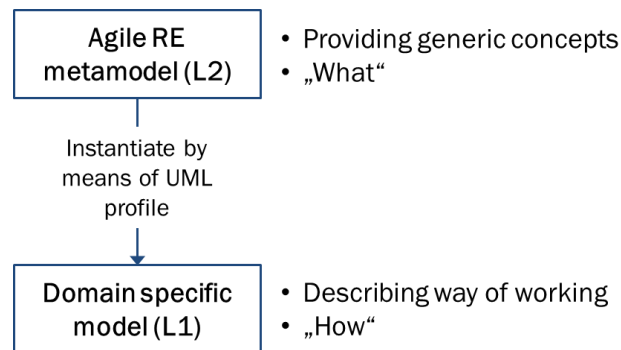 Agile RE
metamodel (L2)
• Providing generic concepts
• „What“
Instantiate by
means of UML
profile
Domain specific
model (L1)
• Describing way of working
• „How“